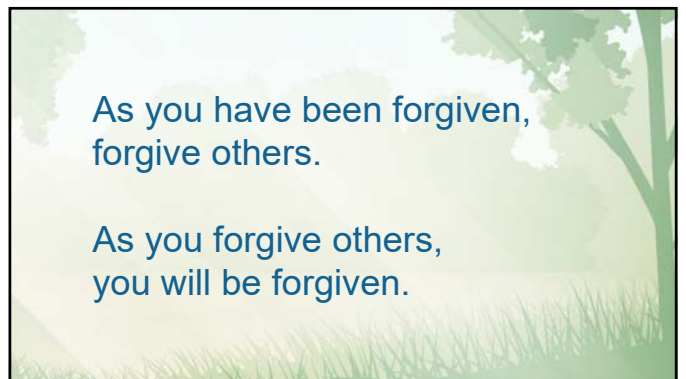 As you have been forgiven,
forgive others.
As you forgive others,
you will be forgiven.